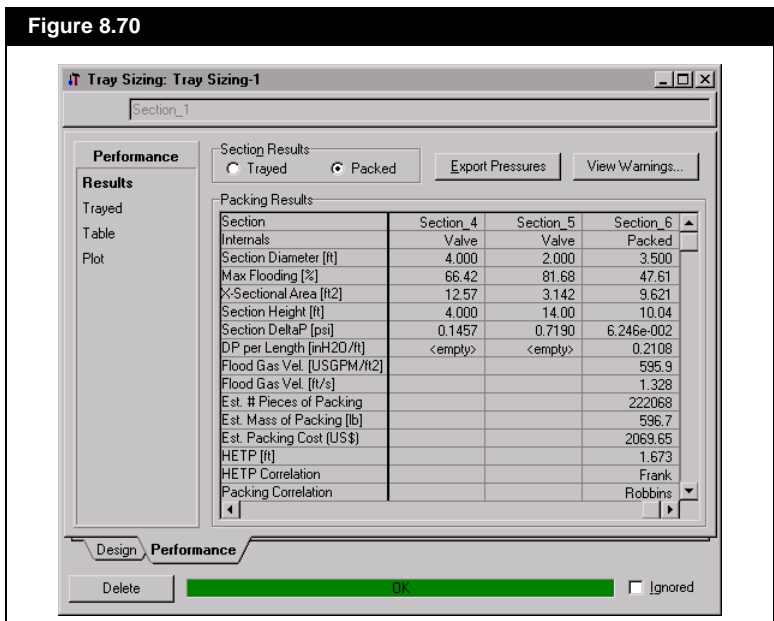 Figure 8.70
Tray Sizing: Tray Sizing-1
Section_1
Performance
Results
Trayed
Table
Plot
Section Results
Trayed Packed
Export Pressures
View Warnings...
Packing Results
Section Section_4 Section_5 Section_6
Internals Valve Valve Packed
Section Diameter [ft] 4.000 2.000 3.500
Max Flooding [%] 66.42 81.68 47.61
X-Sectional Area [ft2] 12.57 3.142 9.621
Section Height [ft] 4.000 14.00 10.04
Section DeltaP [psi] 0.1457 0.7190 6.246e-002
DP per Length [inH2O/ft] <empty> <empty> 0.2108
Flood Gas Vel. [USGPM/ft2] 595.9
Flood Gas Vel. [ft/s] 1.328
Est. # Pieces of Packing 222068
Est. Mass of Packing [lb] 596.7
Est. Packing Cost (US$) 2069.65
HETP [ft] 1.673
HETP Correlation Frank
Packing Correlation Robbins
Design Performance
Delete
OK
Ignored